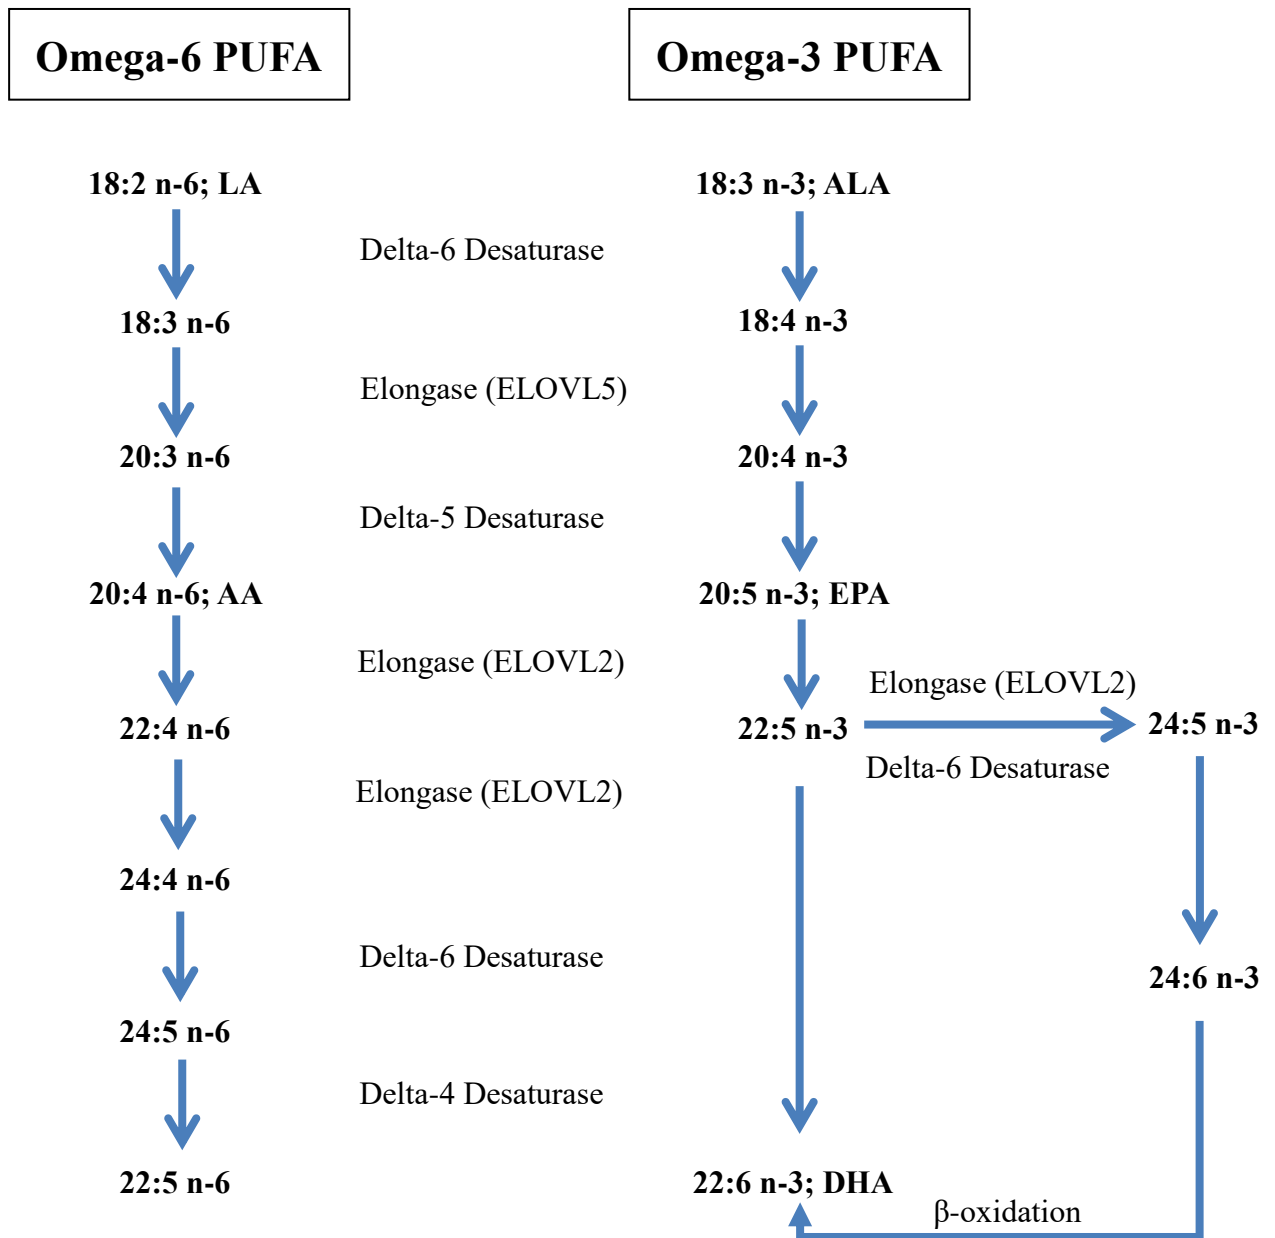 Omega-6 PUFA
Omega-3 PUFA
18:2 n-6; LA
18:3 n-3; ALA
Delta-6 Desaturase
18:3 n-6
18:4 n-3
Elongase (ELOVL5)
20:3 n-6
20:4 n-3
Delta-5 Desaturase
20:4 n-6; AA
20:5 n-3; EPA
Elongase (ELOVL2)
Elongase (ELOVL2)
22:4 n-6
22:5 n-3
24:5 n-3
Delta-6 Desaturase
Elongase (ELOVL2)
24:4 n-6
Delta-6 Desaturase
24:6 n-3
24:5 n-6
Delta-4 Desaturase
22:5 n-6
22:6 n-3; DHA
β-oxidation